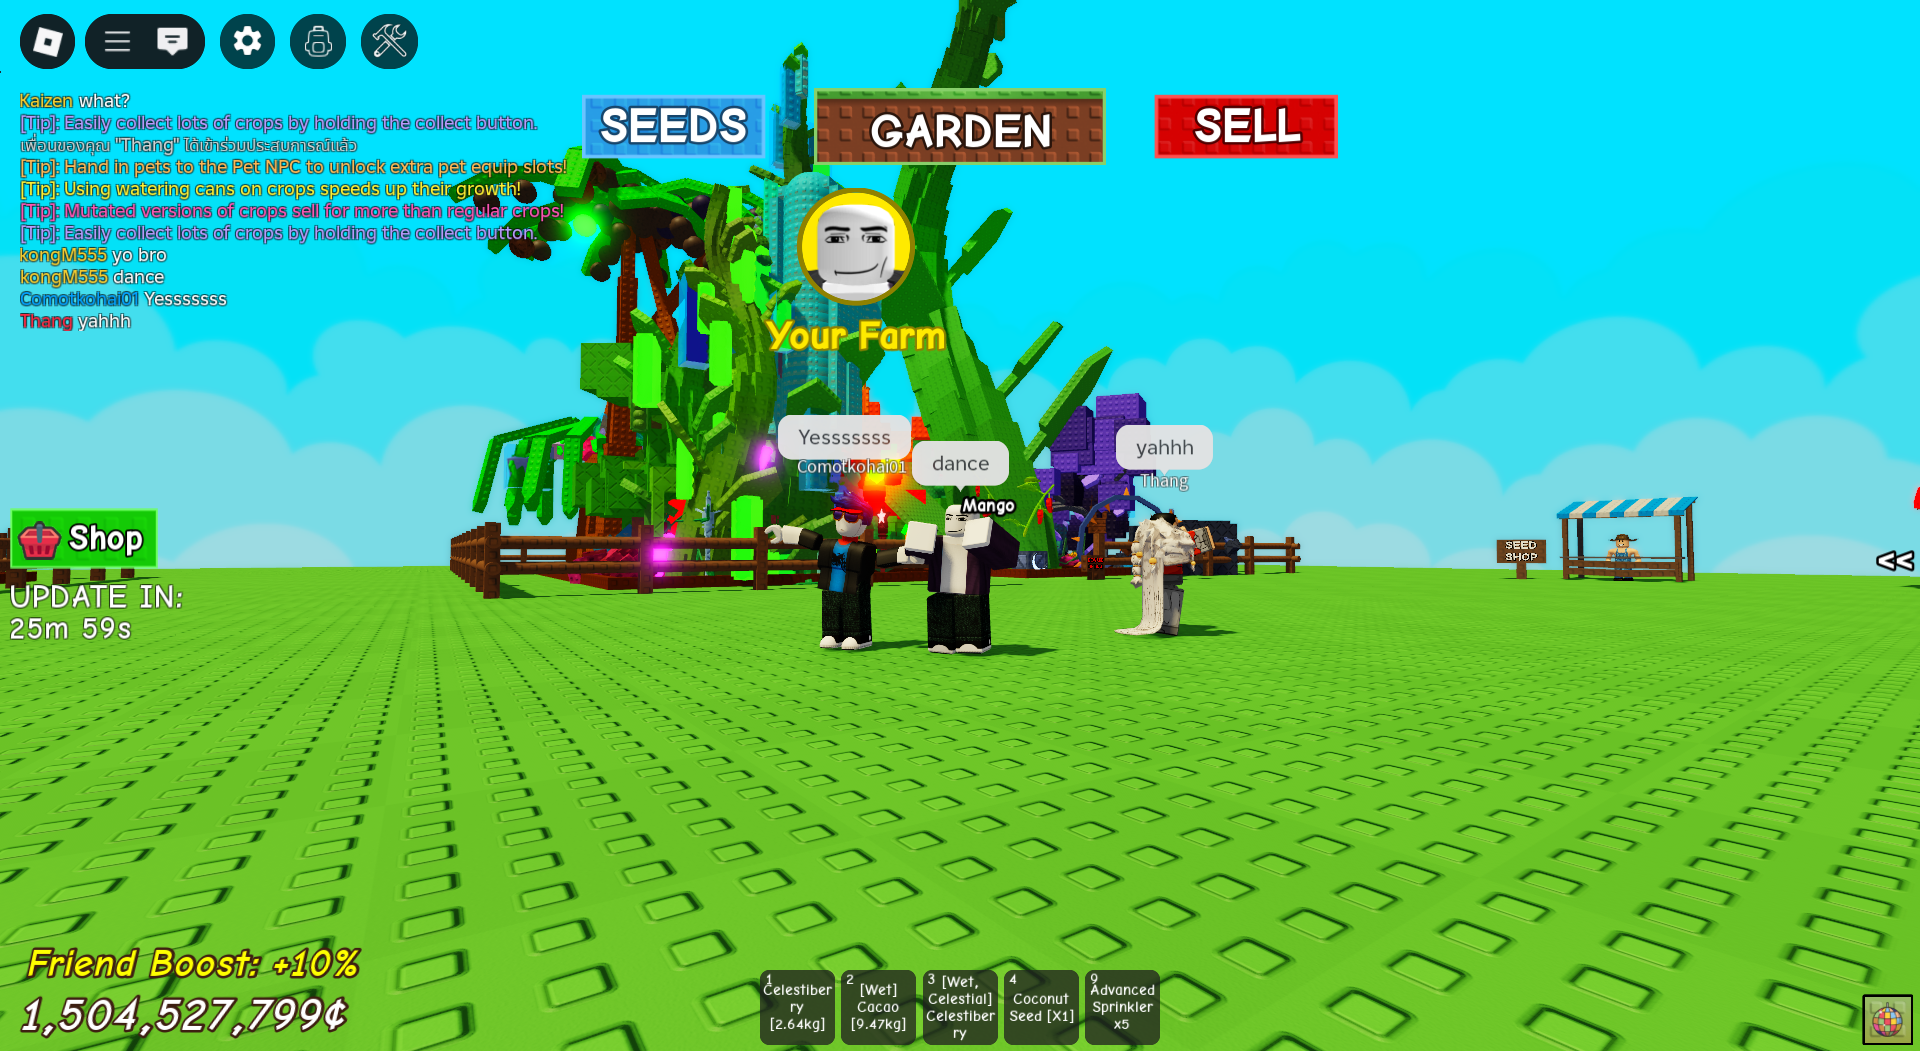 Kaizen what?
[Tip]: Easily collect lots of crops by holding the collect button.
เพื่อนของคุณ "Thang" ได้เข้าร่วมประสบการณ์แล้ว
[Tip]: Hand in pets to the Pet NPC to unlock extra pet equip slots!
[Tip]: Using watering cans on crops speeds up their growth!
[Tip]: Mutated versions of crops sell for more than regular crops!
[Tip]: Easily collect lots of crops by holding the collect button.
kongM555 yo bro
kongM555 dance
Comotkohai01 Yesssssss
Thang yahhh
SEEDS
GARDEN
SELL
Your Farm
Yesssssss
Comotkohai01
dance
Mango
yahhh
Thang
SEED
SHOP
Shop
<<
UPDATE IN:
25m 59s
Friend Boost: +10%
1,504,527,799¢
1
Celestiber
ry
[2.64kg]
2
[Wet]
Cacao
[9.47kg]
3
[Wet,
Celestial]
Celestiber
ry
4
Coconut
Seed [X1]
9
Advanced
Sprinkler
x5